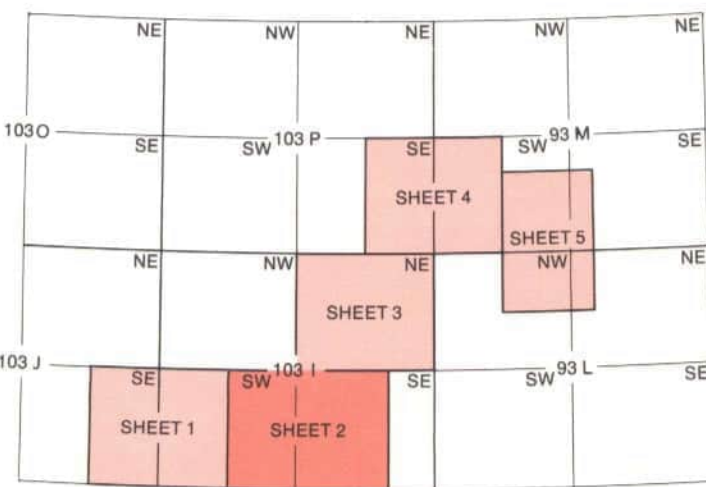 NE NW NE NW NE
103 O SE SW 103 P SE SW 93 M SE
SHEET 4
SHEET 5
NE NW NE NW NE
SHEET 3
103 J SE SW 103 I SE SW 93 L SE
SHEET 1 SHEET 2